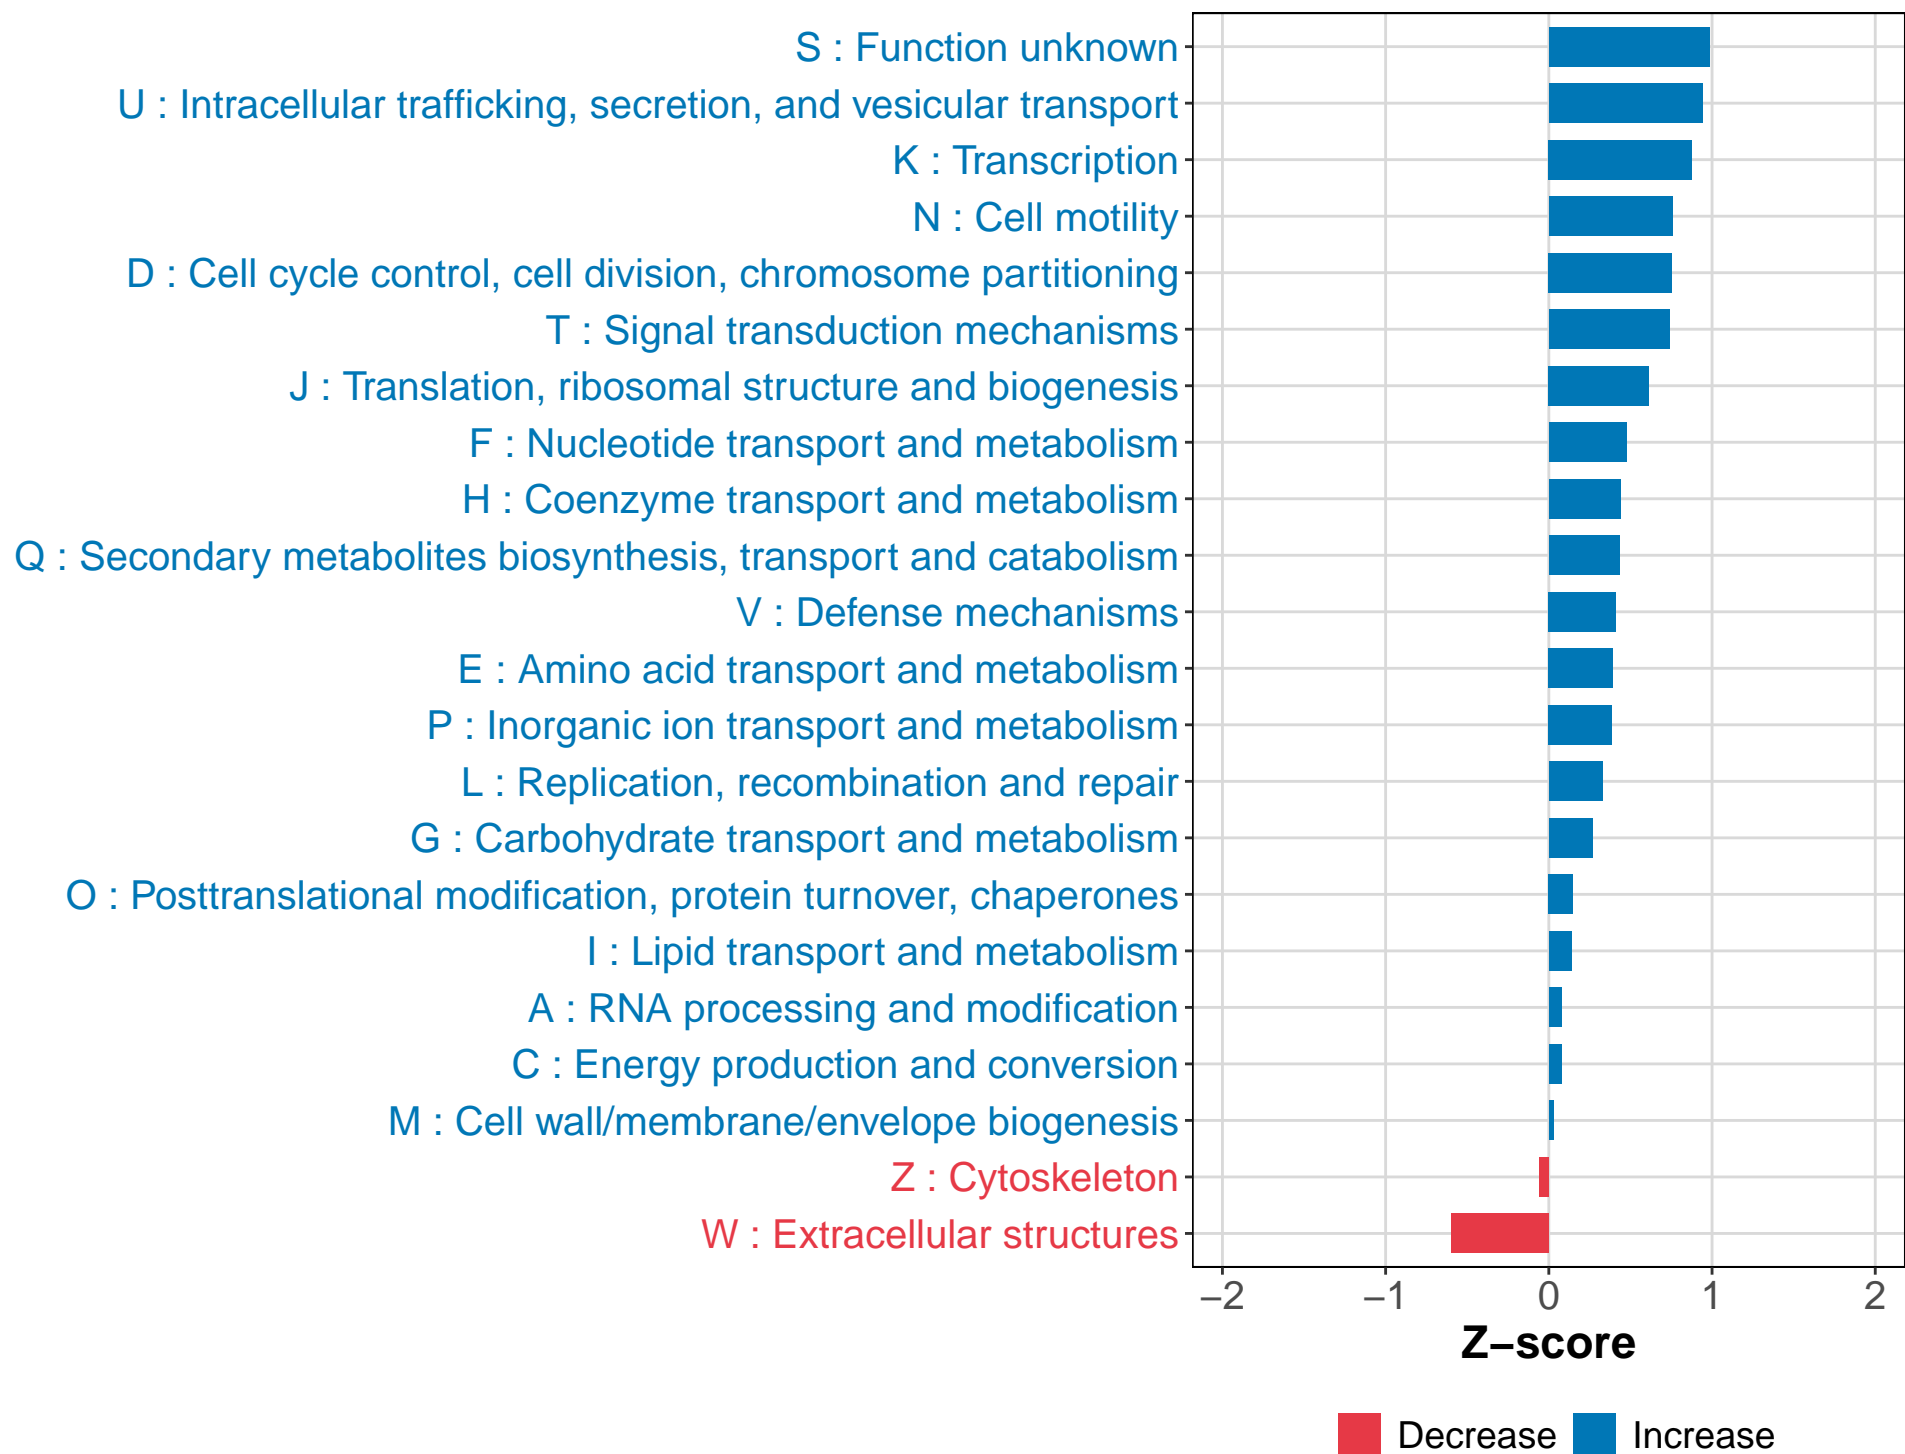 S : Function unknown
U : Intracellular trafficking, secretion, and vesicular transport
K : Transcription
N : Cell motility
D : Cell cycle control, cell division, chromosome partitioning
T : Signal transduction mechanisms
J : Translation, ribosomal structure and biogenesis
F : Nucleotide transport and metabolism
H : Coenzyme transport and metabolism
Q : Secondary metabolites biosynthesis, transport and catabolism
V : Defense mechanisms
E : Amino acid transport and metabolism
P : Inorganic ion transport and metabolism
L : Replication, recombination and repair
G : Carbohydrate transport and metabolism
O : Posttranslational modification, protein turnover, chaperones
I : Lipid transport and metabolism
A : RNA processing and modification
C : Energy production and conversion
M : Cell wall/membrane/envelope biogenesis
Z : Cytoskeleton
W : Extracellular structures
−2 −1 0 1 2
Z−score
Decrease Increase